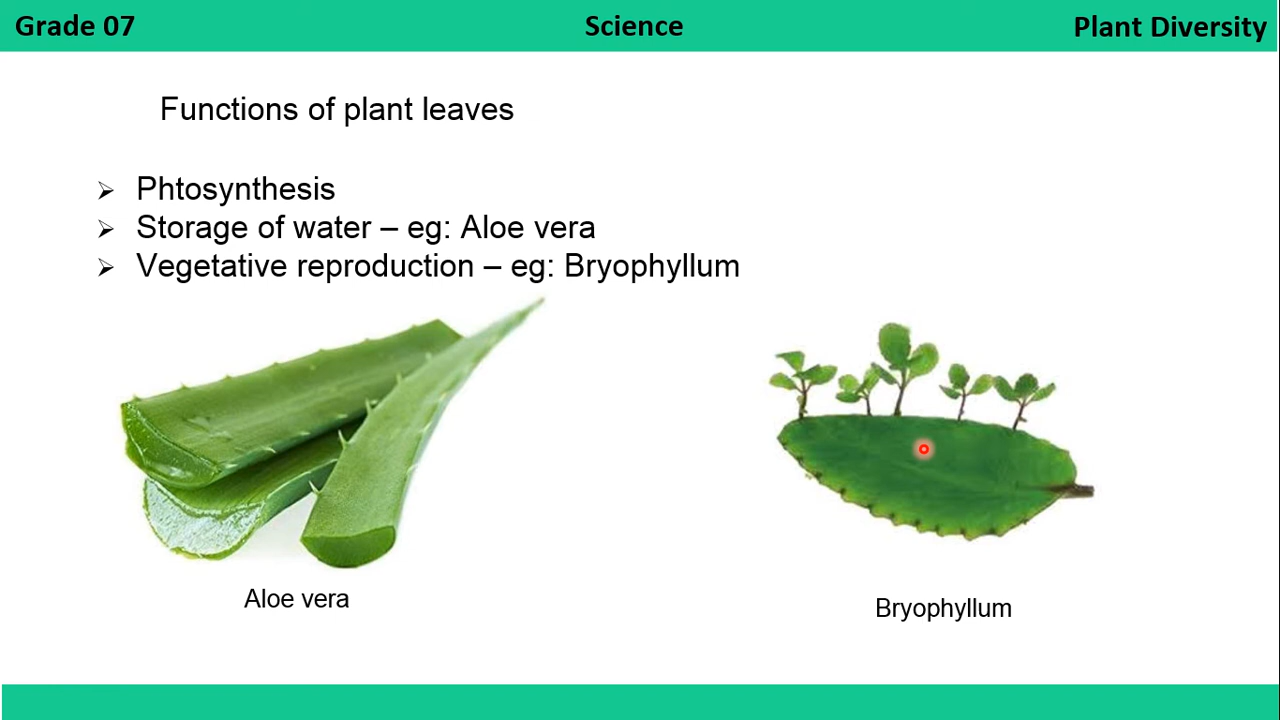 Grade 07 Science Plant Diversity
Functions of plant leaves
➢ Phtosynthesis
➢ Storage of water – eg: Aloe vera
➢ Vegetative reproduction – eg: Bryophyllum
Aloe vera
Bryophyllum